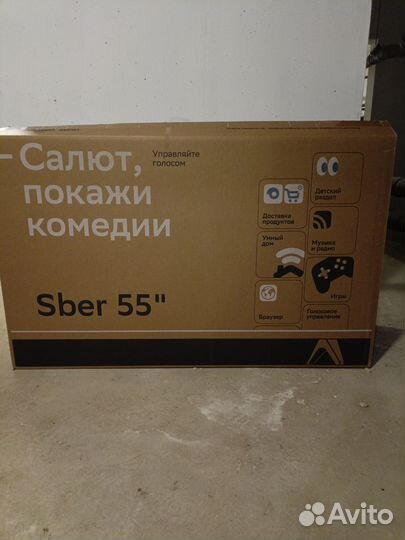 – Салют,
покажи
комедии
Управляйте
голосом
Sber 55"
Детский
раздел
Доставка
продуктов
Музыка
и радио
Умный
дом
Игры
Браузер
Голосовое
управление
Avito